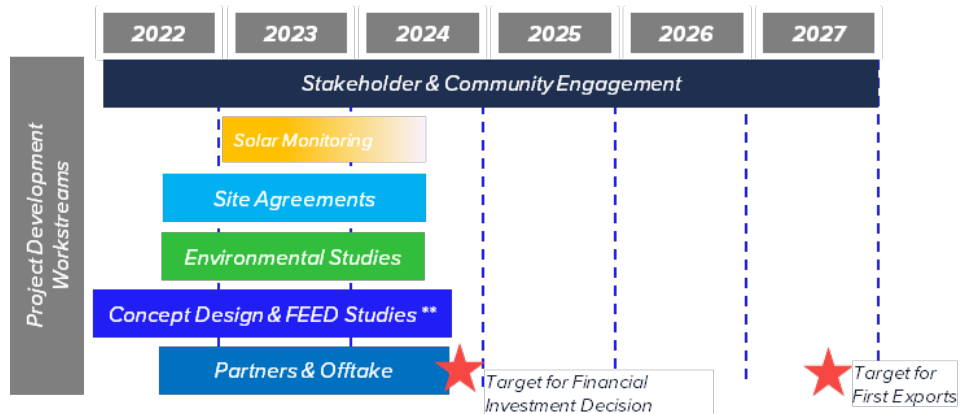 2022 2023 2024 2025 2026 2027
Project Development
Workstreams
Stakeholder & Community Engagement
Solar Monitoring
Site Agreements
Environmental Studies
Concept Design & FEED Studies **
Partners & Offtake
Target for Financial
Investment Decision
Target for
First Exports